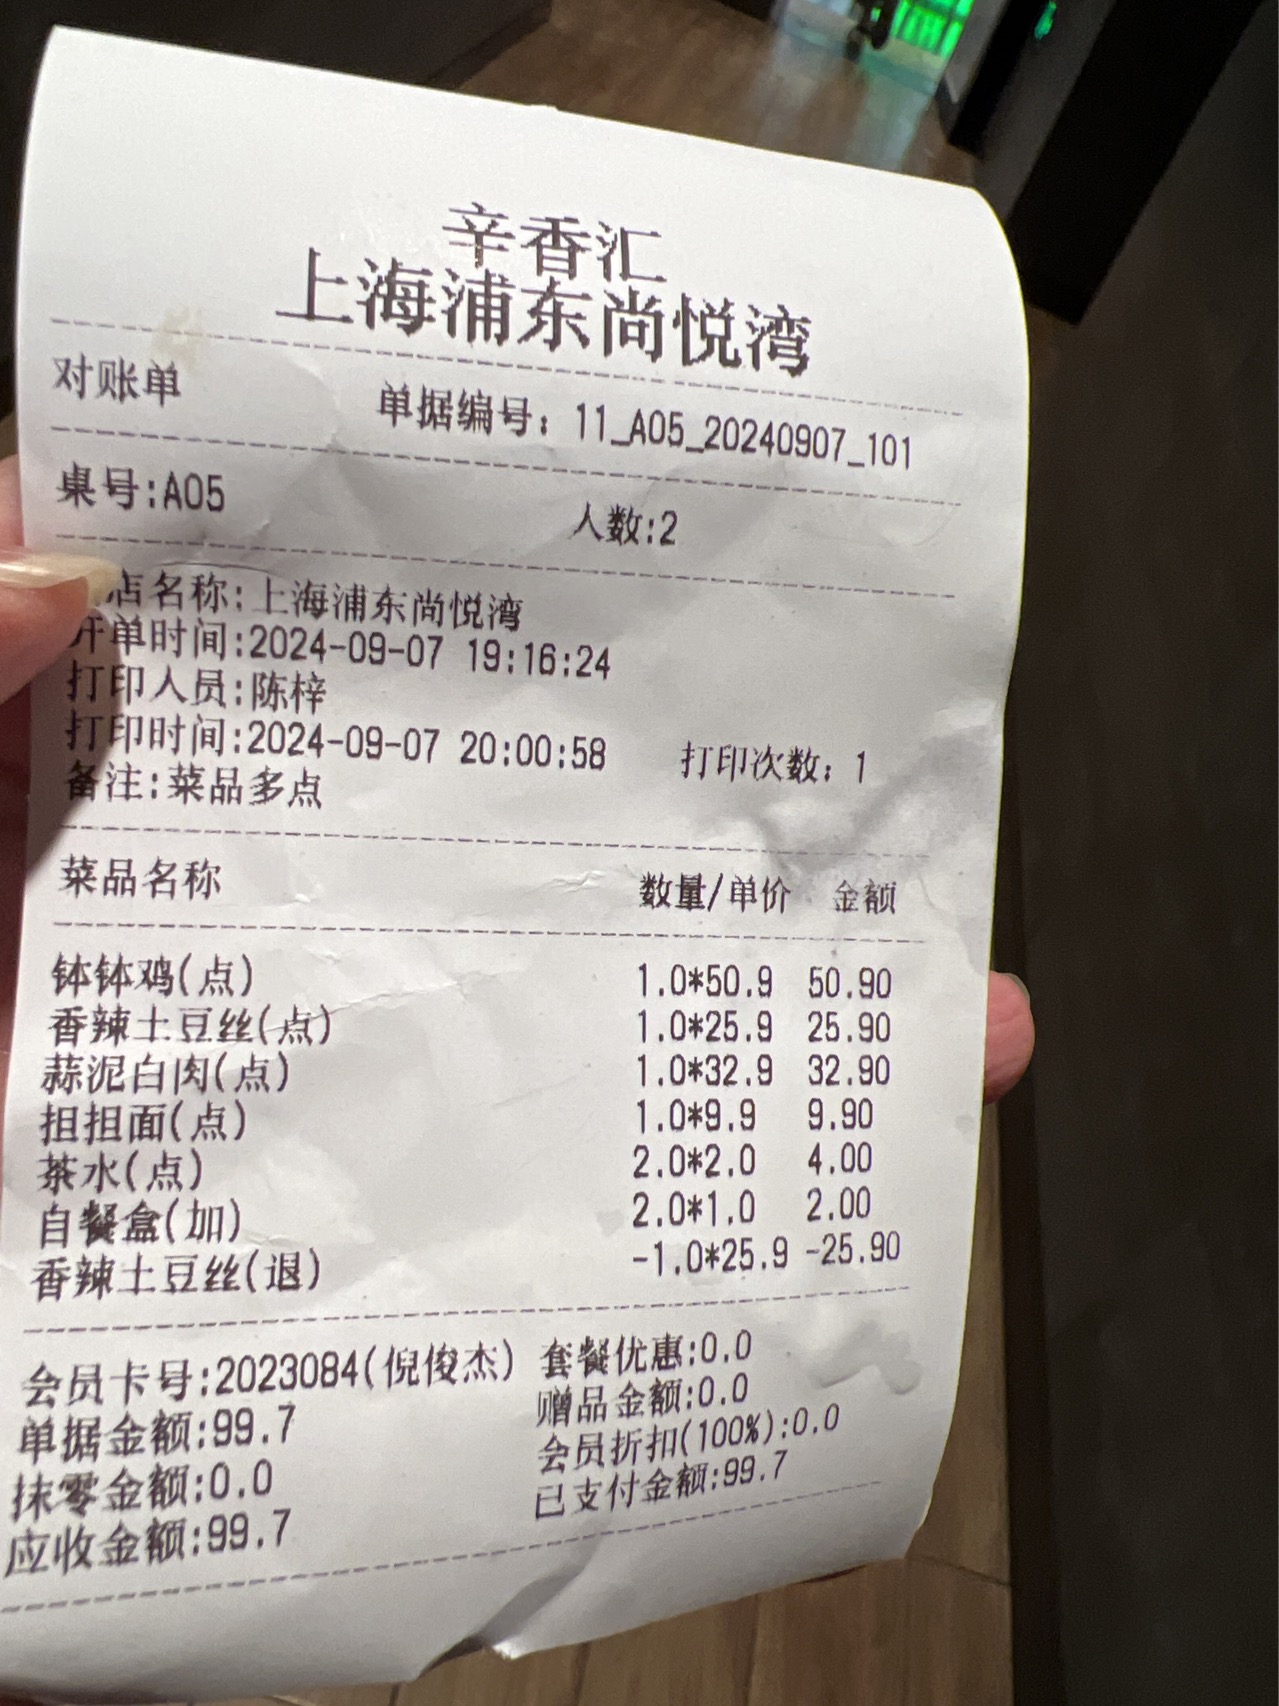 辛香汇
上海浦东尚悦湾
对账单 单据编号：11_A05_20240907_101
桌号:A05 人数:2
店名称:上海浦东尚悦湾
开单时间:2024-09-07 19:16:24
打印人员:陈梓
打印时间:2024-09-07 20:00:58 打印次数：1
备注:菜品多点
菜品名称 数量/单价 金额
钵钵鸡(点) 1.0*50.9 50.90
香辣土豆丝(点) 1.0*25.9 25.90
蒜泥白肉(点) 1.0*32.9 32.90
担担面(点) 1.0*9.9 9.90
茶水(点) 2.0*2.0 4.00
自餐盒(加) 2.0*1.0 2.00
香辣土豆丝(退) -1.0*25.9 -25.90
会员卡号:2023084(倪俊杰) 套餐优惠:0.0
单据金额:99.7 赠品金额:0.0
抹零金额:0.0 会员折扣(100%):0.0
应收金额:99.7 已支付金额:99.7